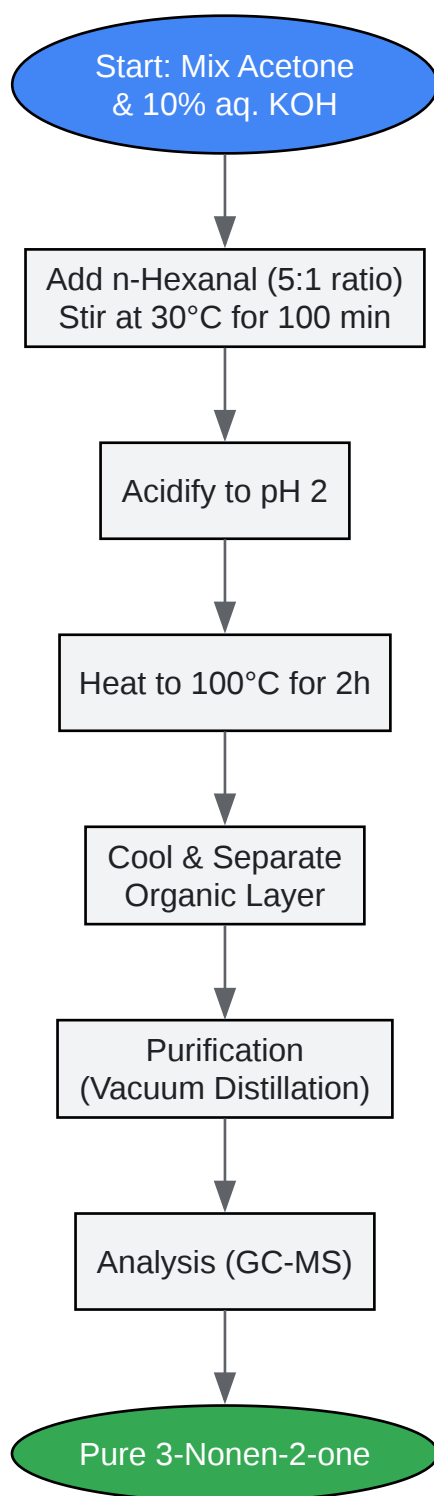 Start: Mix Acetone
& 10% aq. KOH
Add n-Hexanal (5:1 ratio)
Stir at 30°C for 100 min
Acidify to pH 2
Heat to 100°C for 2h
Cool & Separate
Organic Layer
Purification
(Vacuum Distillation)
Analysis (GC-MS)
Pure 3-Nonen-2-one